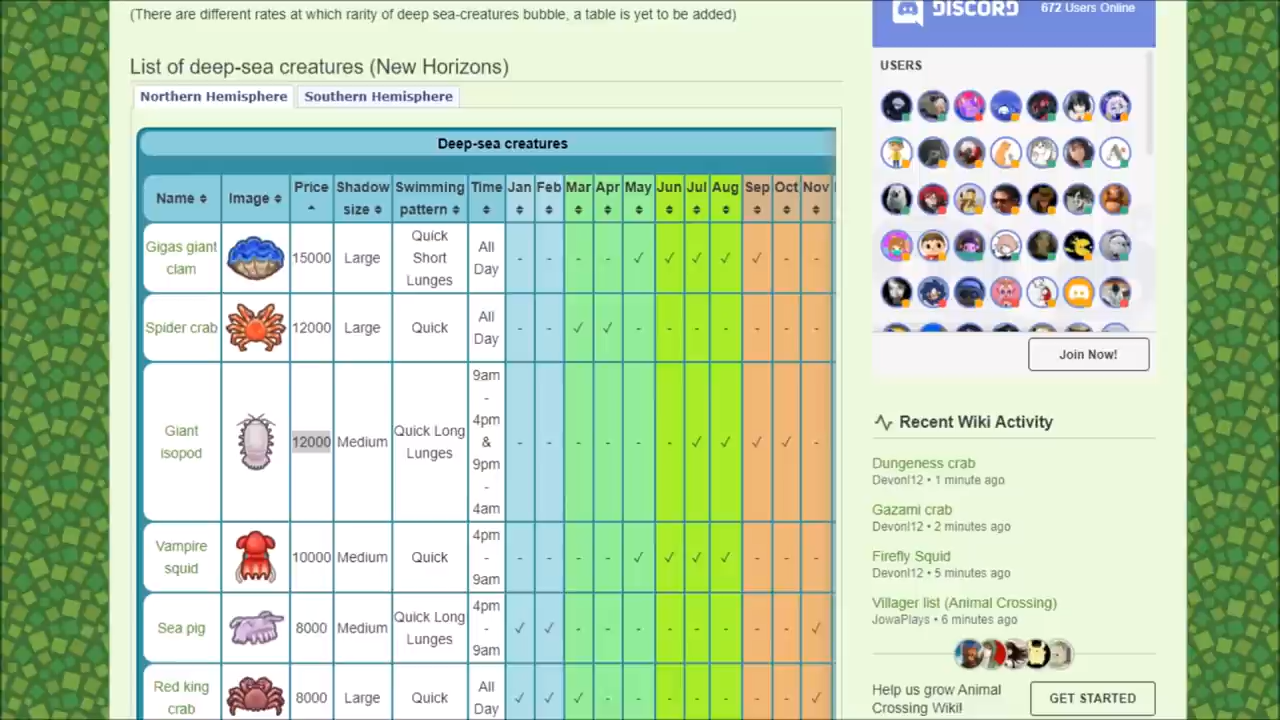 (There are different rates at which rarity of deep sea-creatures bubble, a table is yet to be added)
List of deep-sea creatures (New Horizons)
Northern Hemisphere Southern Hemisphere
Deep-sea creatures
Name Image Price Shadow size Swimming pattern Time Jan Feb Mar Apr May Jun Jul Aug Sep Oct Nov
Gigas giant clam 15000 Large Quick Short Lunges All Day - - - - ✓ ✓ ✓ ✓ ✓ - -
Spider crab 12000 Large Quick All Day - - ✓ ✓ - - - - - - -
Giant isopod 12000 Medium Quick Long Lunges 9am - 4pm & 9pm - 4am - - - - - - ✓ ✓ ✓ ✓ -
Vampire squid 10000 Medium Quick 4pm - 9am - - - - ✓ ✓ ✓ ✓ - - -
Sea pig 8000 Medium Quick Long Lunges 4pm - 9am ✓ ✓ - - - - - - - - ✓
Red king crab 8000 Large Quick All Day ✓ ✓ ✓ - - - - - - - ✓
DISCORD 672 Users Online
USERS
Join Now!
Recent Wiki Activity
Dungeness crab
Devonl12 • 1 minute ago
Gazami crab
Devonl12 • 2 minutes ago
Firefly Squid
Devonl12 • 5 minutes ago
Villager list (Animal Crossing)
JowaPlays • 6 minutes ago
Help us grow Animal
Crossing Wiki!
GET STARTED